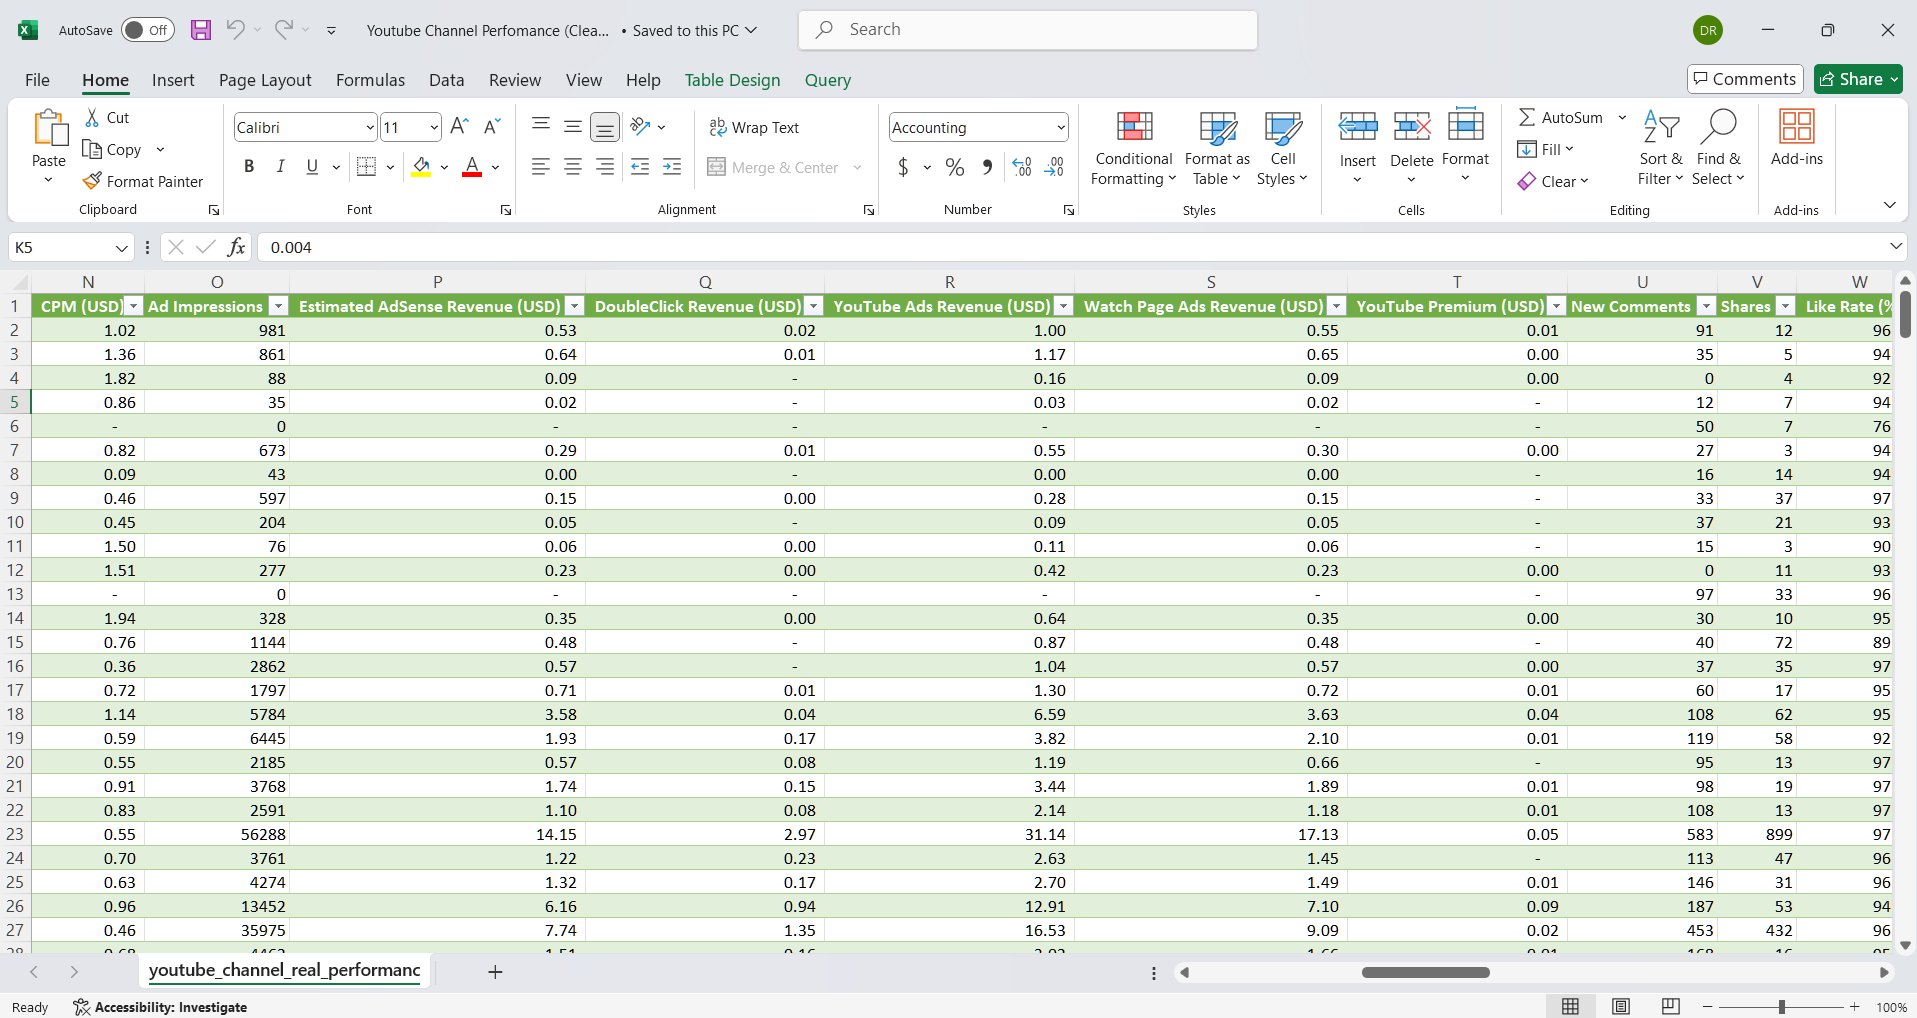 AutoSave Off Youtube Channel Perfomance (Clea... • Saved to this PC Search DR
File Home Insert Page Layout Formulas Data Review View Help Table Design Query Comments Share
Paste Cut Copy Format Painter Clipboard
Calibri 11 B I U A Font
Wrap Text Merge & Center Alignment
Accounting $ % Number
Conditional Formatting Format as Table Cell Styles Styles
Insert Delete Format Cells
AutoSum Fill Clear Sort & Filter Find & Select Editing
Add-ins Add-ins
K5 fx 0.004
N O P Q R S T U V W
1 CPM (USD) Ad Impressions Estimated AdSense Revenue (USD) DoubleClick Revenue (USD) YouTube Ads Revenue (USD) Watch Page Ads Revenue (USD) YouTube Premium (USD) New Comments Shares Like Rate (%
2 1.02 981 0.53 0.02 1.00 0.55 0.01 91 12 96
3 1.36 861 0.64 0.01 1.17 0.65 0.00 35 5 94
4 1.82 88 0.09 - 0.16 0.09 0.00 0 4 92
5 0.86 35 0.02 - 0.03 0.02 - 12 7 94
6 - 0 - - - - - 50 7 76
7 0.82 673 0.29 0.01 0.55 0.30 0.00 27 3 94
8 0.09 43 0.00 - 0.00 0.00 - 16 14 94
9 0.46 597 0.15 0.00 0.28 0.15 - 33 37 97
10 0.45 204 0.05 - 0.09 0.05 - 37 21 93
11 1.50 76 0.06 0.00 0.11 0.06 - 15 3 90
12 1.51 277 0.23 0.00 0.42 0.23 0.00 0 11 93
13 - 0 - - - - - 97 33 96
14 1.94 328 0.35 0.00 0.64 0.35 0.00 30 10 95
15 0.76 1144 0.48 - 0.87 0.48 - 40 72 89
16 0.36 2862 0.57 - 1.04 0.57 0.00 37 35 97
17 0.72 1797 0.71 0.01 1.30 0.72 0.01 60 17 95
18 1.14 5784 3.58 0.04 6.59 3.63 0.04 108 62 95
19 0.59 6445 1.93 0.17 3.82 2.10 0.01 119 58 92
20 0.55 2185 0.57 0.08 1.19 0.66 - 95 13 97
21 0.91 3768 1.74 0.15 3.44 1.89 0.01 98 19 97
22 0.83 2591 1.10 0.08 2.14 1.18 0.01 108 13 97
23 0.55 56288 14.15 2.97 31.14 17.13 0.05 583 899 97
24 0.70 3761 1.22 0.23 2.63 1.45 - 113 47 96
25 0.63 4274 1.32 0.17 2.70 1.49 0.01 146 31 96
26 0.96 13452 6.16 0.94 12.91 7.10 0.09 187 53 94
27 0.46 35975 7.74 1.35 16.53 9.09 0.02 453 432 96
youtube_channel_real_performanc
Ready Accessibility: Investigate 100%